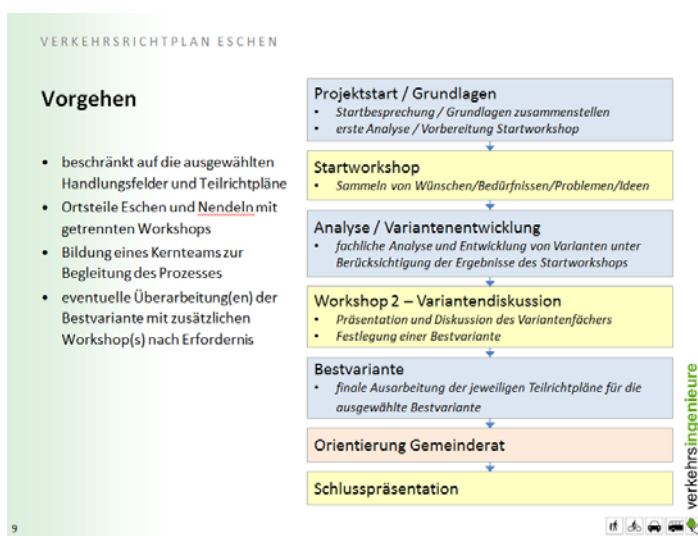 VERKEHRSRICHTPLAN ESCHEN
Vorgehen
• beschränkt auf die ausgewählten
Handlungsfelder und Teilrichtpläne
• Ortsteile Eschen und Nendeln mit
getrennten Workshops
• Bildung eines Kernteams zur
Begleitung des Prozesses
• eventuelle Überarbeitung(en) der
Bestvariante mit zusätzlichen
Workshop(s) nach Erfordernis
Projektstart / Grundlagen
• Startbesprechung / Grundlagen zusammenstellen
• erste Analyse / Vorbereitung Startworkshop
Startworkshop
• Sammeln von Wünschen/Bedürfnissen/Problemen/Ideen
Analyse / Variantenentwicklung
• fachliche Analyse und Entwicklung von Varianten unter
Berücksichtigung der Ergebnisse des Startworkshops
Workshop 2 – Variantendiskussion
• Präsentation und Diskussion des Variantenfächers
• Festlegung einer Bestvariante
Bestvariante
• finale Ausarbeitung der jeweiligen Teilrichtpläne für die
ausgewählte Bestvariante
Orientierung Gemeinderat
Schlusspräsentation
verkehrsingenieure
9